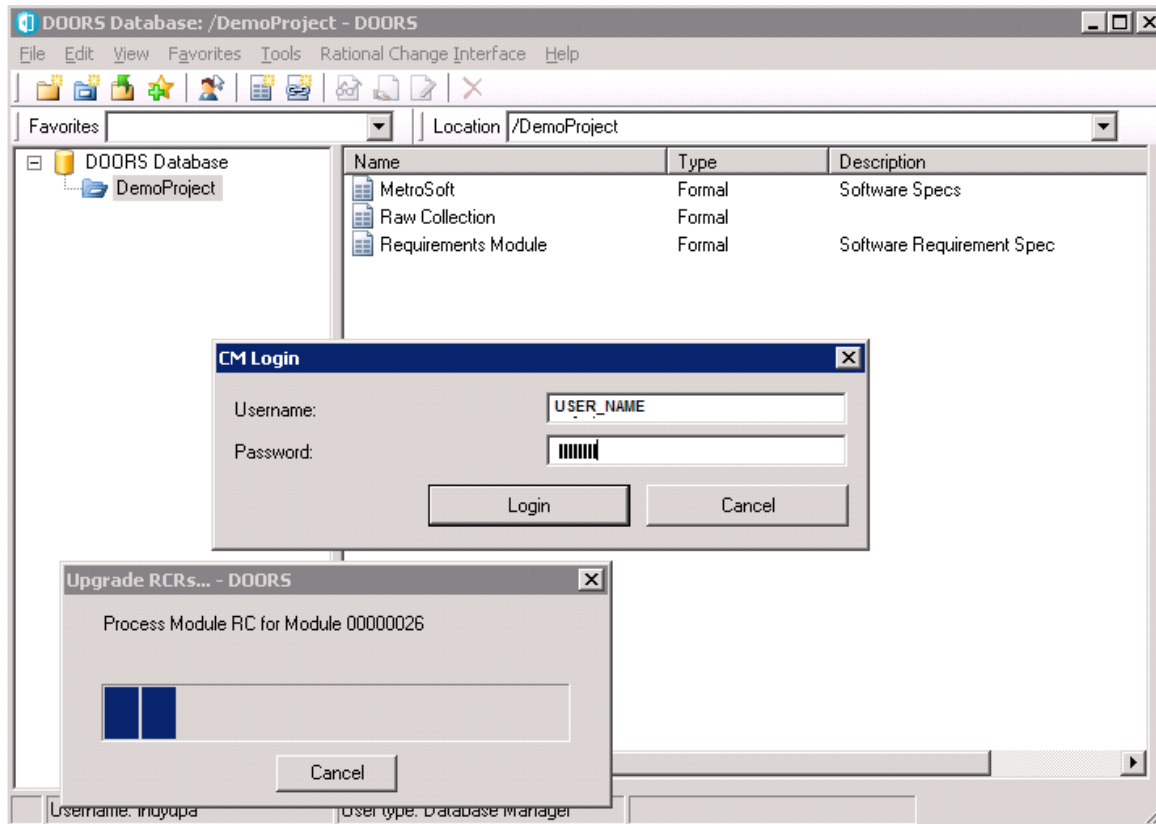 DOORS Database: /DemoProject - DOORS
File Edit View Favorites Tools Rational Change Interface Help
Favorites Location /DemoProject
DOORS Database
DemoProject
Name Type Description
MetroSoft Formal Software Specs
Raw Collection Formal
Requirements Module Formal Software Requirement Spec
CM Login
Username: USER_NAME
Password:
Login Cancel
Upgrade RCRs... - DOORS
Process Module RC for Module 00000026
Cancel
Username: User type: Database Manager